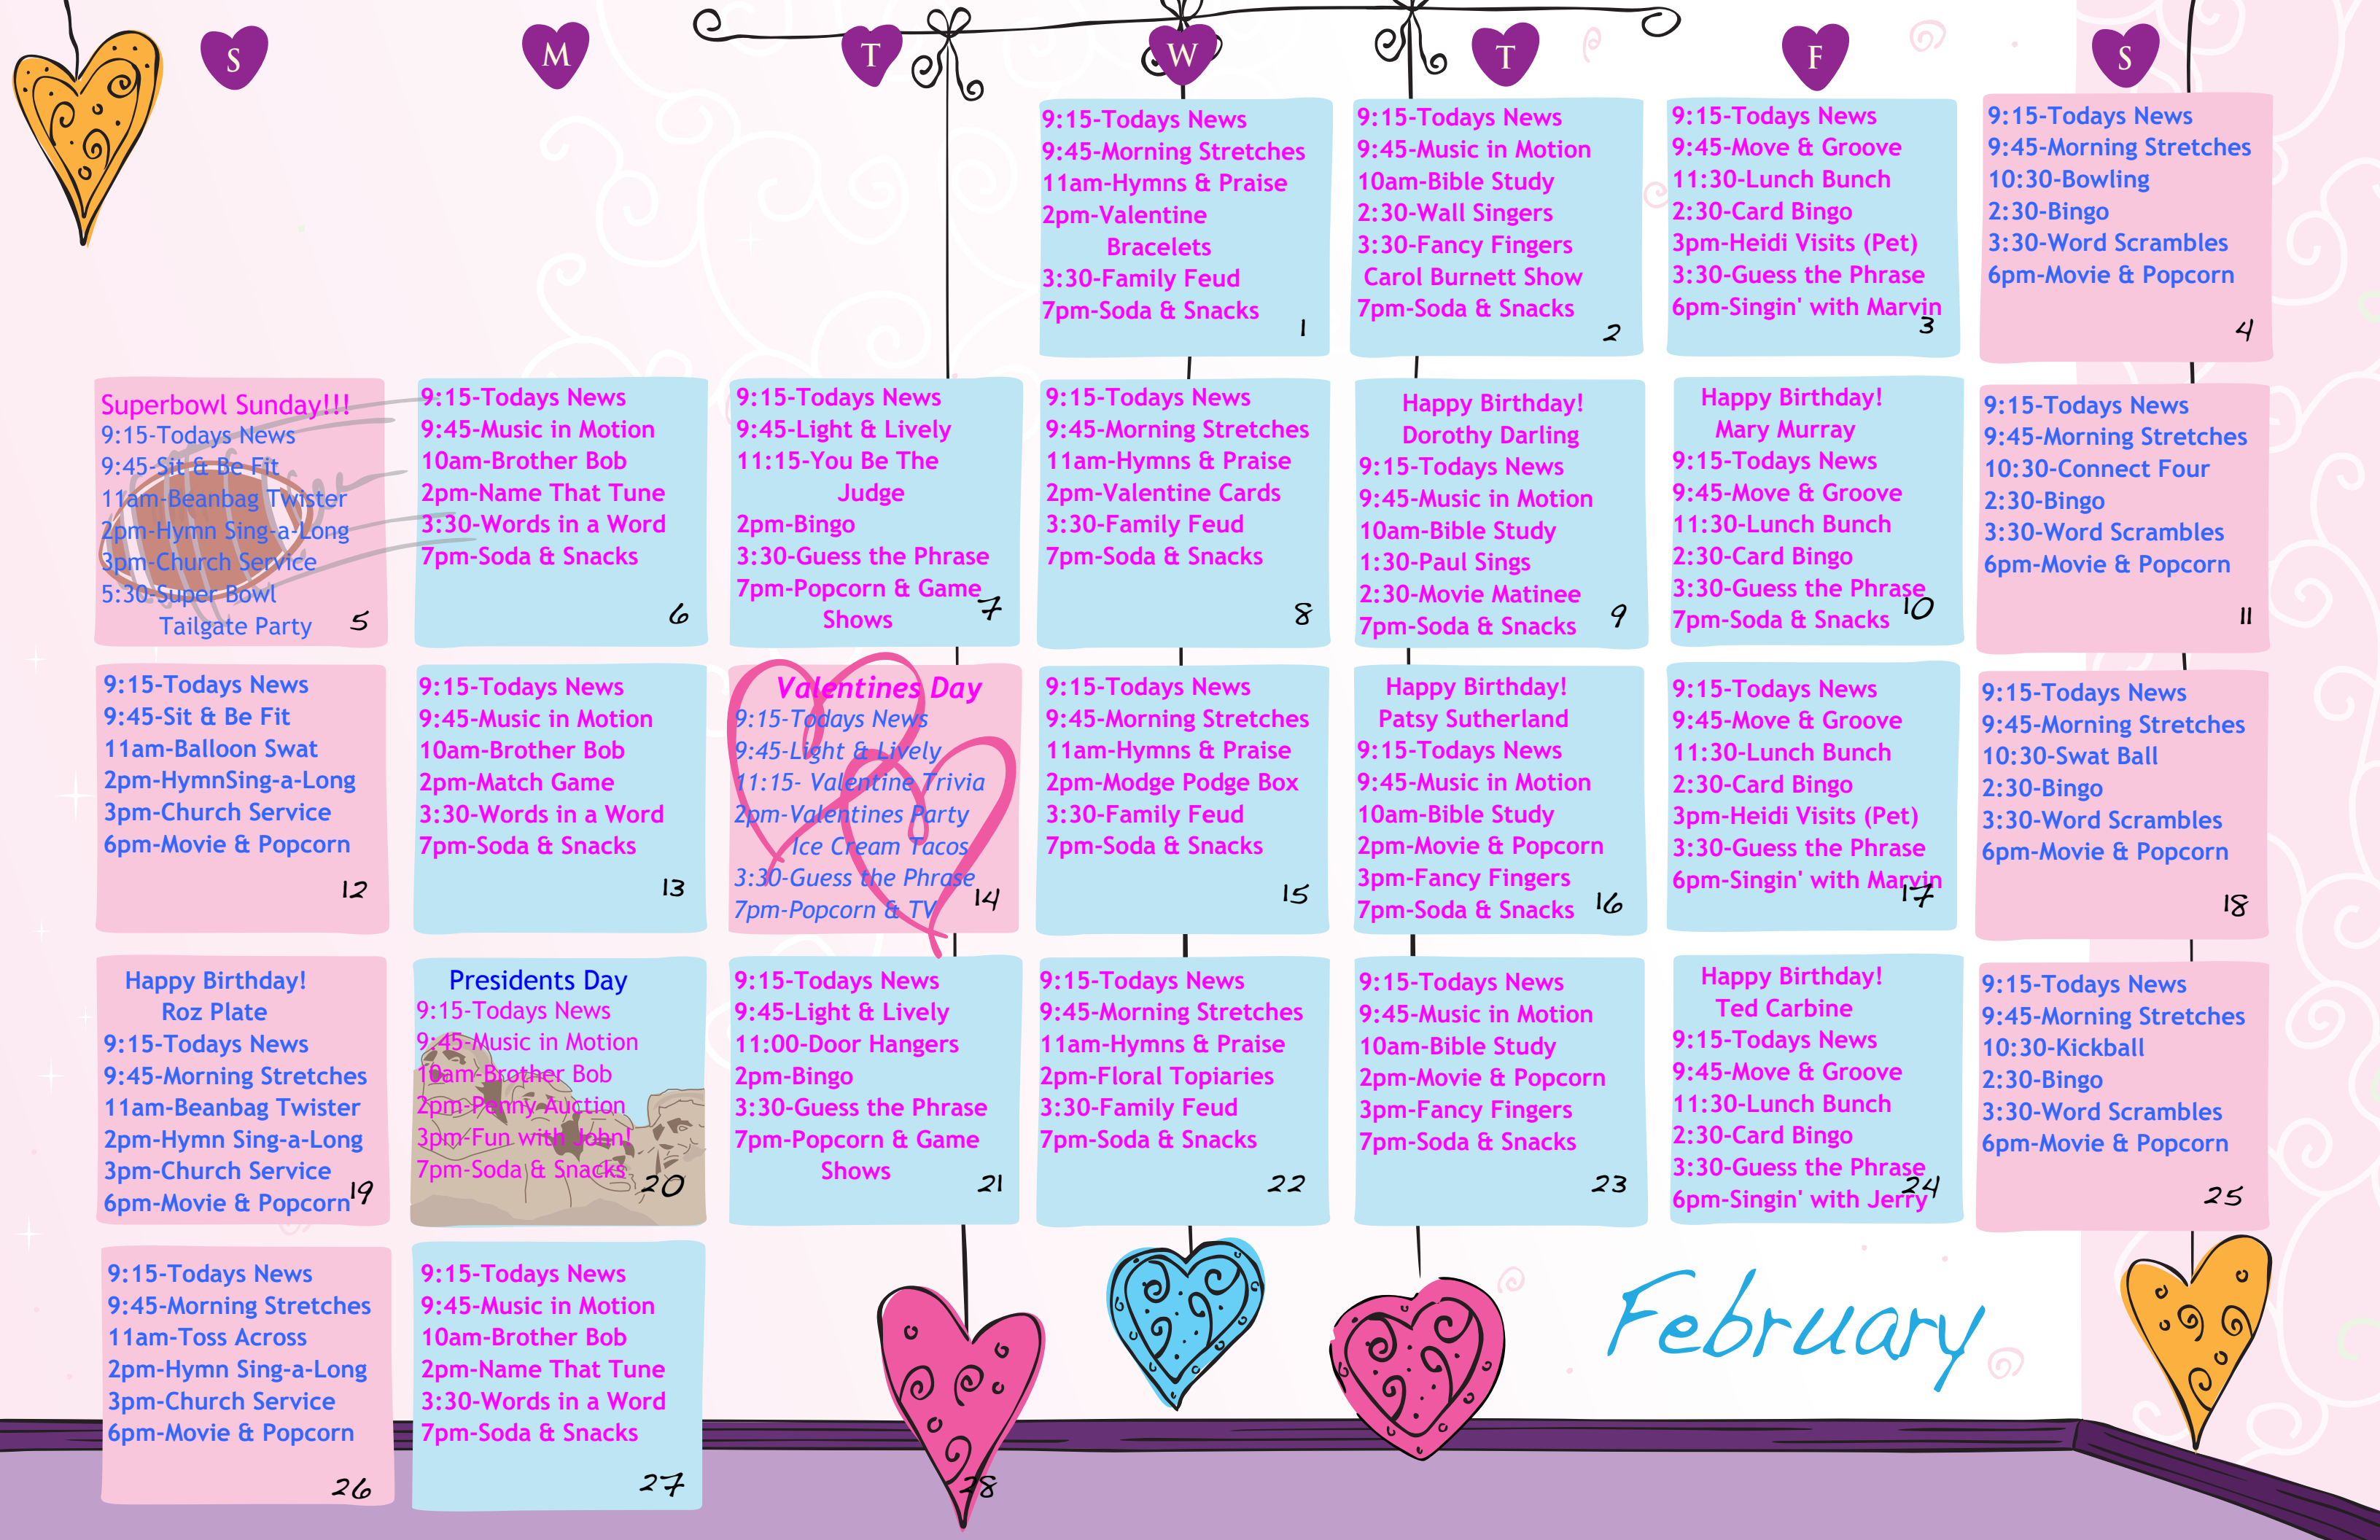 S
M
T
W
T
F
S
9:15-Todays News
9:45-Morning Stretches
11am-Hymns & Praise
2pm-Valentine
Bracelets
3:30-Family Feud
7pm-Soda & Snacks
1
9:15-Todays News
9:45-Music in Motion
10am-Bible Study
2:30-Wall Singers
3:30-Fancy Fingers
Carol Burnett Show
7pm-Soda & Snacks
2
9:15-Todays News
9:45-Move & Groove
11:30-Lunch Bunch
2:30-Card Bingo
3pm-Heidi Visits (Pet)
3:30-Guess the Phrase
6pm-Singin' with Marvin
3
9:15-Todays News
9:45-Morning Stretches
10:30-Bowling
2:30-Bingo
3:30-Word Scrambles
6pm-Movie & Popcorn
4
Superbowl Sunday!!!
9:15-Todays News
9:45-Sit & Be Fit
11am-Beanbag Twister
2pm-Hymn Sing-a-Long
3pm-Church Service
5:30-Super Bowl
Tailgate Party
5
9:15-Todays News
9:45-Music in Motion
10am-Brother Bob
2pm-Name That Tune
3:30-Words in a Word
7pm-Soda & Snacks
6
9:15-Todays News
9:45-Light & Lively
11:15-You Be The
Judge
2pm-Bingo
3:30-Guess the Phrase
7pm-Popcorn & Game
Shows
7
9:15-Todays News
9:45-Morning Stretches
11am-Hymns & Praise
2pm-Valentine Cards
3:30-Family Feud
7pm-Soda & Snacks
8
Happy Birthday!
Dorothy Darling
9:15-Todays News
9:45-Music in Motion
10am-Bible Study
1:30-Paul Sings
2:30-Movie Matinee
7pm-Soda & Snacks
9
Happy Birthday!
Mary Murray
9:15-Todays News
9:45-Move & Groove
11:30-Lunch Bunch
2:30-Card Bingo
3:30-Guess the Phrase
7pm-Soda & Snacks
10
9:15-Todays News
9:45-Morning Stretches
10:30-Connect Four
2:30-Bingo
3:30-Word Scrambles
6pm-Movie & Popcorn
11
9:15-Todays News
9:45-Sit & Be Fit
11am-Balloon Swat
2pm-HymnSing-a-Long
3pm-Church Service
6pm-Movie & Popcorn
12
9:15-Todays News
9:45-Music in Motion
10am-Brother Bob
2pm-Match Game
3:30-Words in a Word
7pm-Soda & Snacks
13
Valentines Day
9:15-Todays News
9:45-Light & Lively
11:15- Valentine Trivia
2pm-Valentines Party
Ice Cream Tacos
3:30-Guess the Phrase
7pm-Popcorn & TV
14
9:15-Todays News
9:45-Morning Stretches
11am-Hymns & Praise
2pm-Modge Podge Box
3:30-Family Feud
7pm-Soda & Snacks
15
Happy Birthday!
Patsy Sutherland
9:15-Todays News
9:45-Music in Motion
10am-Bible Study
2pm-Movie & Popcorn
3pm-Fancy Fingers
7pm-Soda & Snacks
16
9:15-Todays News
9:45-Move & Groove
11:30-Lunch Bunch
2:30-Card Bingo
3pm-Heidi Visits (Pet)
3:30-Guess the Phrase
6pm-Singin' with Marvin
17
9:15-Todays News
9:45-Morning Stretches
10:30-Swat Ball
2:30-Bingo
3:30-Word Scrambles
6pm-Movie & Popcorn
18
Happy Birthday!
Roz Plate
9:15-Todays News
9:45-Morning Stretches
11am-Beanbag Twister
2pm-Hymn Sing-a-Long
3pm-Church Service
6pm-Movie & Popcorn
19
Presidents Day
9:15-Todays News
9:45-Music in Motion
10am-Brother Bob
2pm-Penny Auction
3pm-Fun with John!
7pm-Soda & Snacks
20
9:15-Todays News
9:45-Light & Lively
11:00-Door Hangers
2pm-Bingo
3:30-Guess the Phrase
7pm-Popcorn & Game
Shows
21
9:15-Todays News
9:45-Morning Stretches
11am-Hymns & Praise
2pm-Floral Topiaries
3:30-Family Feud
7pm-Soda & Snacks
22
9:15-Todays News
9:45-Music in Motion
10am-Bible Study
2pm-Movie & Popcorn
3pm-Fancy Fingers
7pm-Soda & Snacks
23
Happy Birthday!
Ted Carbine
9:15-Todays News
9:45-Move & Groove
11:30-Lunch Bunch
2:30-Card Bingo
3:30-Guess the Phrase
6pm-Singin' with Jerry
24
9:15-Todays News
9:45-Morning Stretches
10:30-Kickball
2:30-Bingo
3:30-Word Scrambles
6pm-Movie & Popcorn
25
9:15-Todays News
9:45-Morning Stretches
11am-Toss Across
2pm-Hymn Sing-a-Long
3pm-Church Service
6pm-Movie & Popcorn
26
9:15-Todays News
9:45-Music in Motion
10am-Brother Bob
2pm-Name That Tune
3:30-Words in a Word
7pm-Soda & Snacks
27
28
February